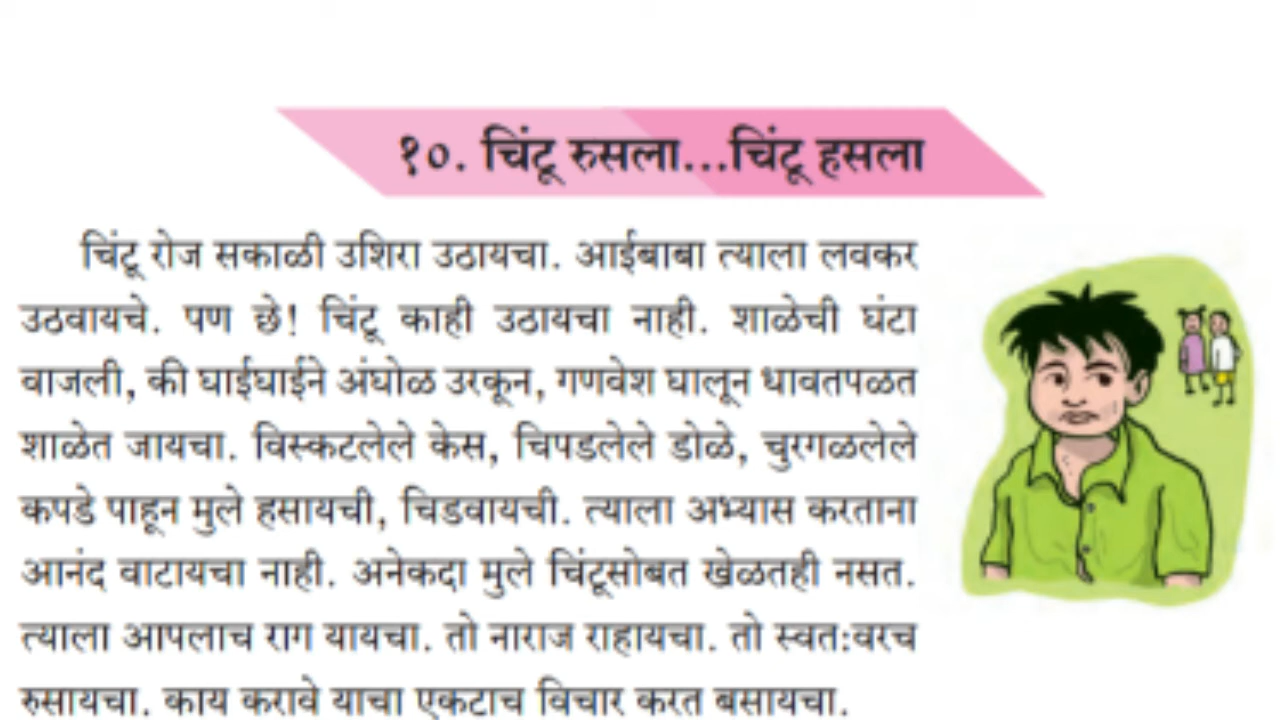 १०. चिंटू रुसला...चिंटू हसला
चिंटू रोज सकाळी उशिरा उठायचा. आईबाबा त्याला लवकर
उठवायचे. पण छे! चिंटू काही उठायचा नाही. शाळेची घंटा
वाजली, की घाईघाईने अंघोळ उरकून, गणवेश घालून धावतपळत
शाळेत जायचा. विस्कटलेले केस, चिपडलेले डोळे, चुरगळलेले
कपडे पाहून मुले हसायची, चिडवायची. त्याला अभ्यास करताना
आनंद वाटायचा नाही. अनेकदा मुले चिंटूसोबत खेळतही नसत.
त्याला आपलाच राग यायचा. तो नाराज राहायचा. तो स्वत:वरच
रुसायचा. काय करावे याचा एकटाच विचार करत बसायचा.